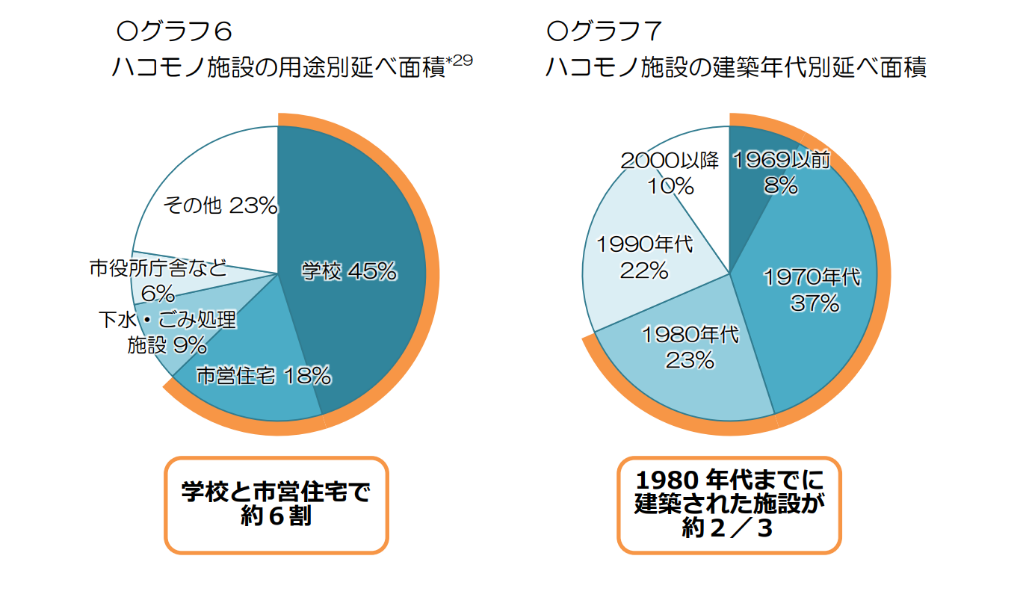 〇グラフ６
ハコモノ施設の用途別延べ面積*29
その他 23%
市役所庁舎など
6%
下水・ごみ処理
施設 9%
市営住宅 18%
学校 45%
学校と市営住宅で
約６割
〇グラフ７
ハコモノ施設の建築年代別延べ面積
2000以降
10%
1969以前
8%
1990年代
22%
1970年代
37%
1980年代
23%
1980 年代までに
建築された施設が
約２／３